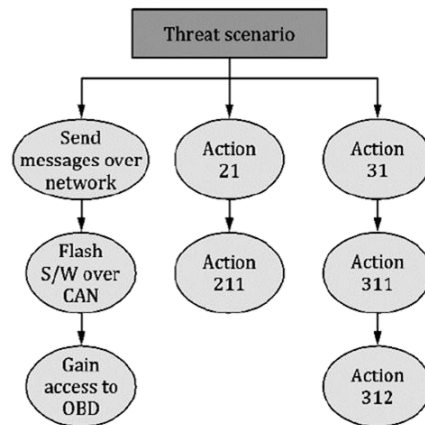 Threat scenario
Send
messages over
network
Action
21
Action
31
Flash
S/W over
CAN
Action
211
Action
311
Gain
access to
OBD
Action
312